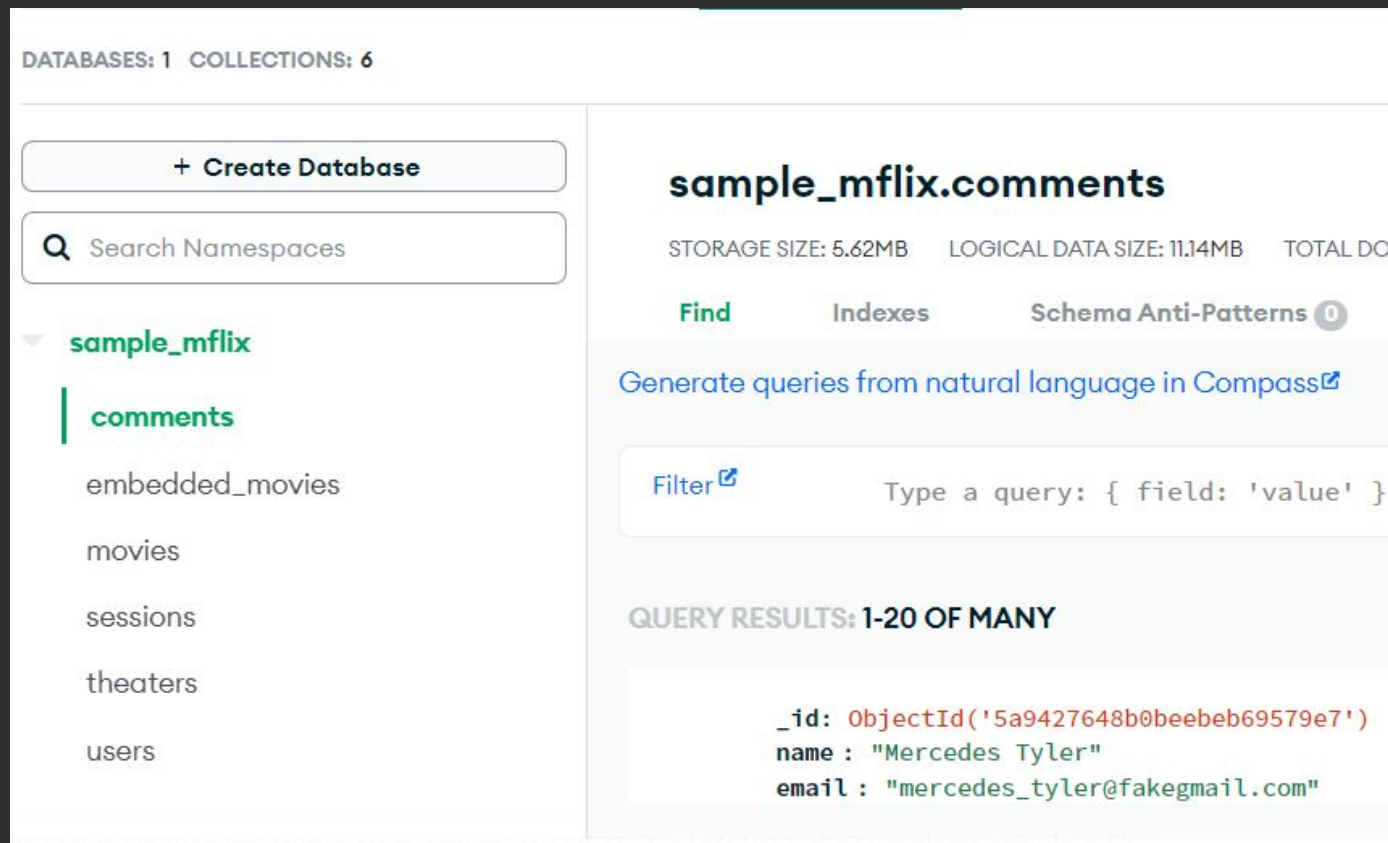 DATABASES: 1 COLLECTIONS: 6
+ Create Database
Search Namespaces
sample_mflix
comments
embedded_movies
movies
sessions
theaters
users
sample_mflix.comments
STORAGE SIZE: 5.62MB LOGICAL DATA SIZE: 11.14MB TOTAL DO
Find Indexes Schema Anti-Patterns 0
Generate queries from natural language in Compass
Filter Type a query: { field: 'value' }
QUERY RESULTS: 1-20 OF MANY
_id: ObjectId('5a9427648b0beebeb69579e7')
name : "Mercedes Tyler"
email : "mercedes_tyler@fakegmail.com"